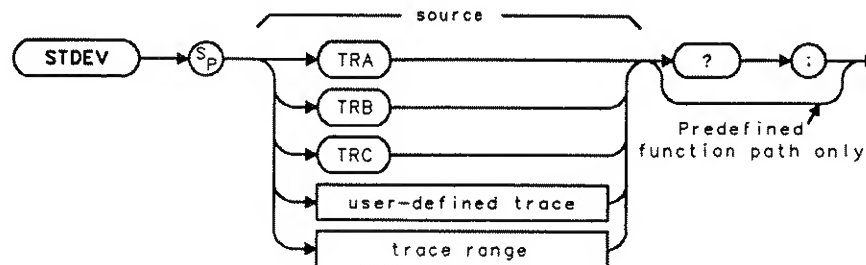 source
STDEV
SP
TRA
?
;
TRB
TRC
Predefined
function path only
user-defined trace
trace range